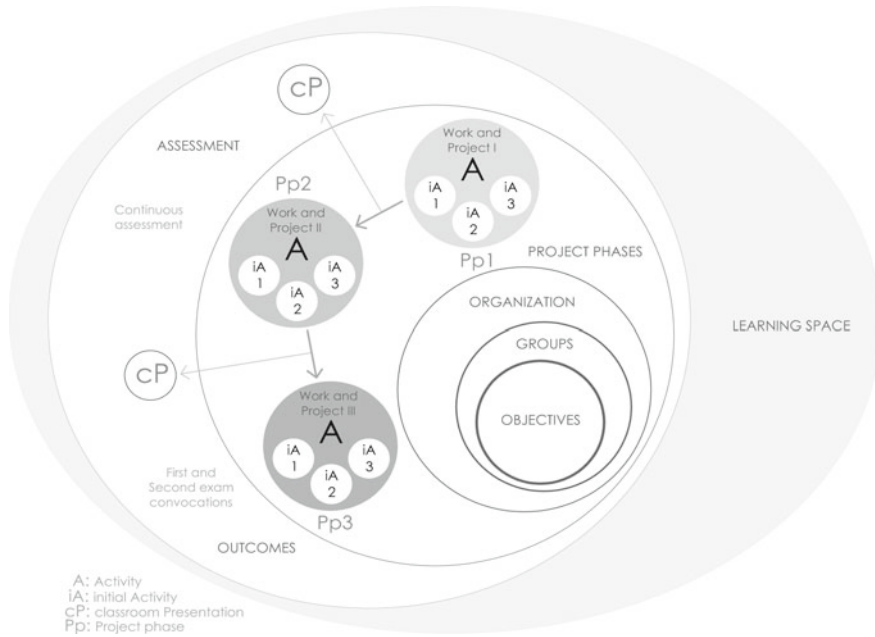 cP
ASSESSMENT
Continuous
assessment
Work and
Project I
A
iA
1
iA
2
iA
3
Pp1
Pp2
Work and
Project II
A
iA
1
iA
2
iA
3
PROJECT PHASES
ORGANIZATION
GROUPS
OBJECTIVES
LEARNING SPACE
cP
Work and
Project III
A
iA
1
iA
2
iA
3
Pp3
First and
Second exam
convocations
OUTCOMES
A: Activity
iA: initial Activity
cP: classroom Presentation
Pp: Project phase